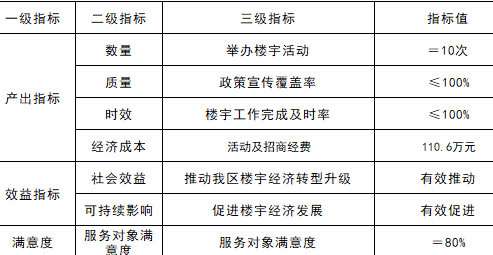 一级指标 二级指标 三级指标 指标值
数量 举办楼宇活动 =10次
产出指标 质量 政策宣传覆盖率 ≤100%
时效 楼宇工作完成及时率 ≤100%
经济成本 活动及招商经费 110.6万元
效益指标 社会效益 推动我区楼宇经济转型升级 有效推动
可持续影响 促进楼宇经济发展 有效促进
满意度 服务对象满意度 服务对象满意度 =80%